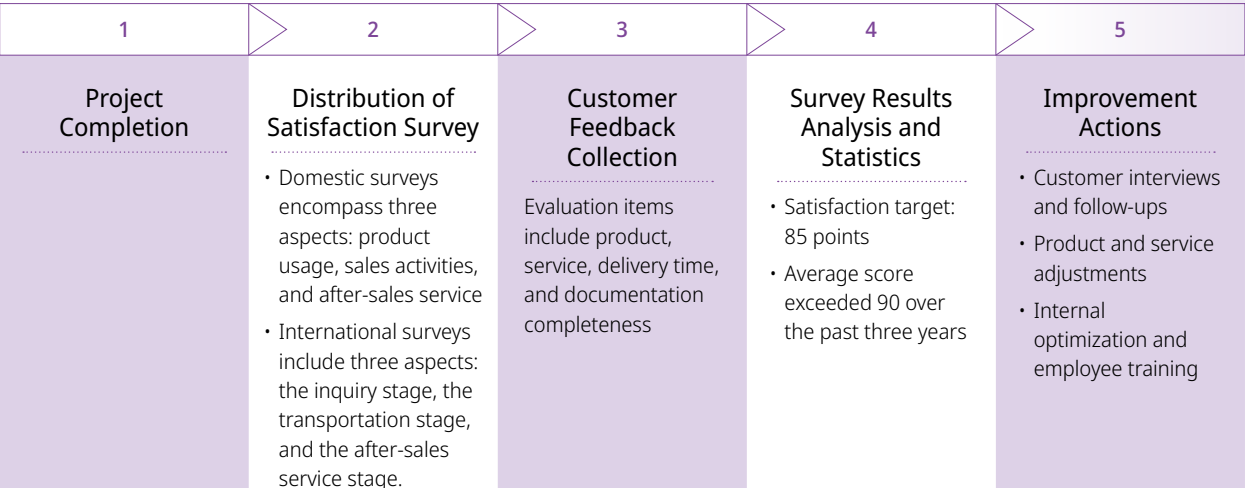 1
2
3
4
5
Project
Completion
Distribution of
Satisfaction Survey
• Domestic surveys
encompass three
aspects: product
usage, sales activities,
and after-sales service
• International surveys
include three aspects:
the inquiry stage, the
transportation stage,
and the after-sales
service stage.
Customer
Feedback
Collection
Evaluation items
include product,
service, delivery time,
and documentation
completeness
Survey Results
Analysis and
Statistics
• Satisfaction target:
85 points
• Average score
exceeded 90 over
the past three years
Improvement
Actions
• Customer interviews
and follow-ups
• Product and service
adjustments
• Internal
optimization and
employee training